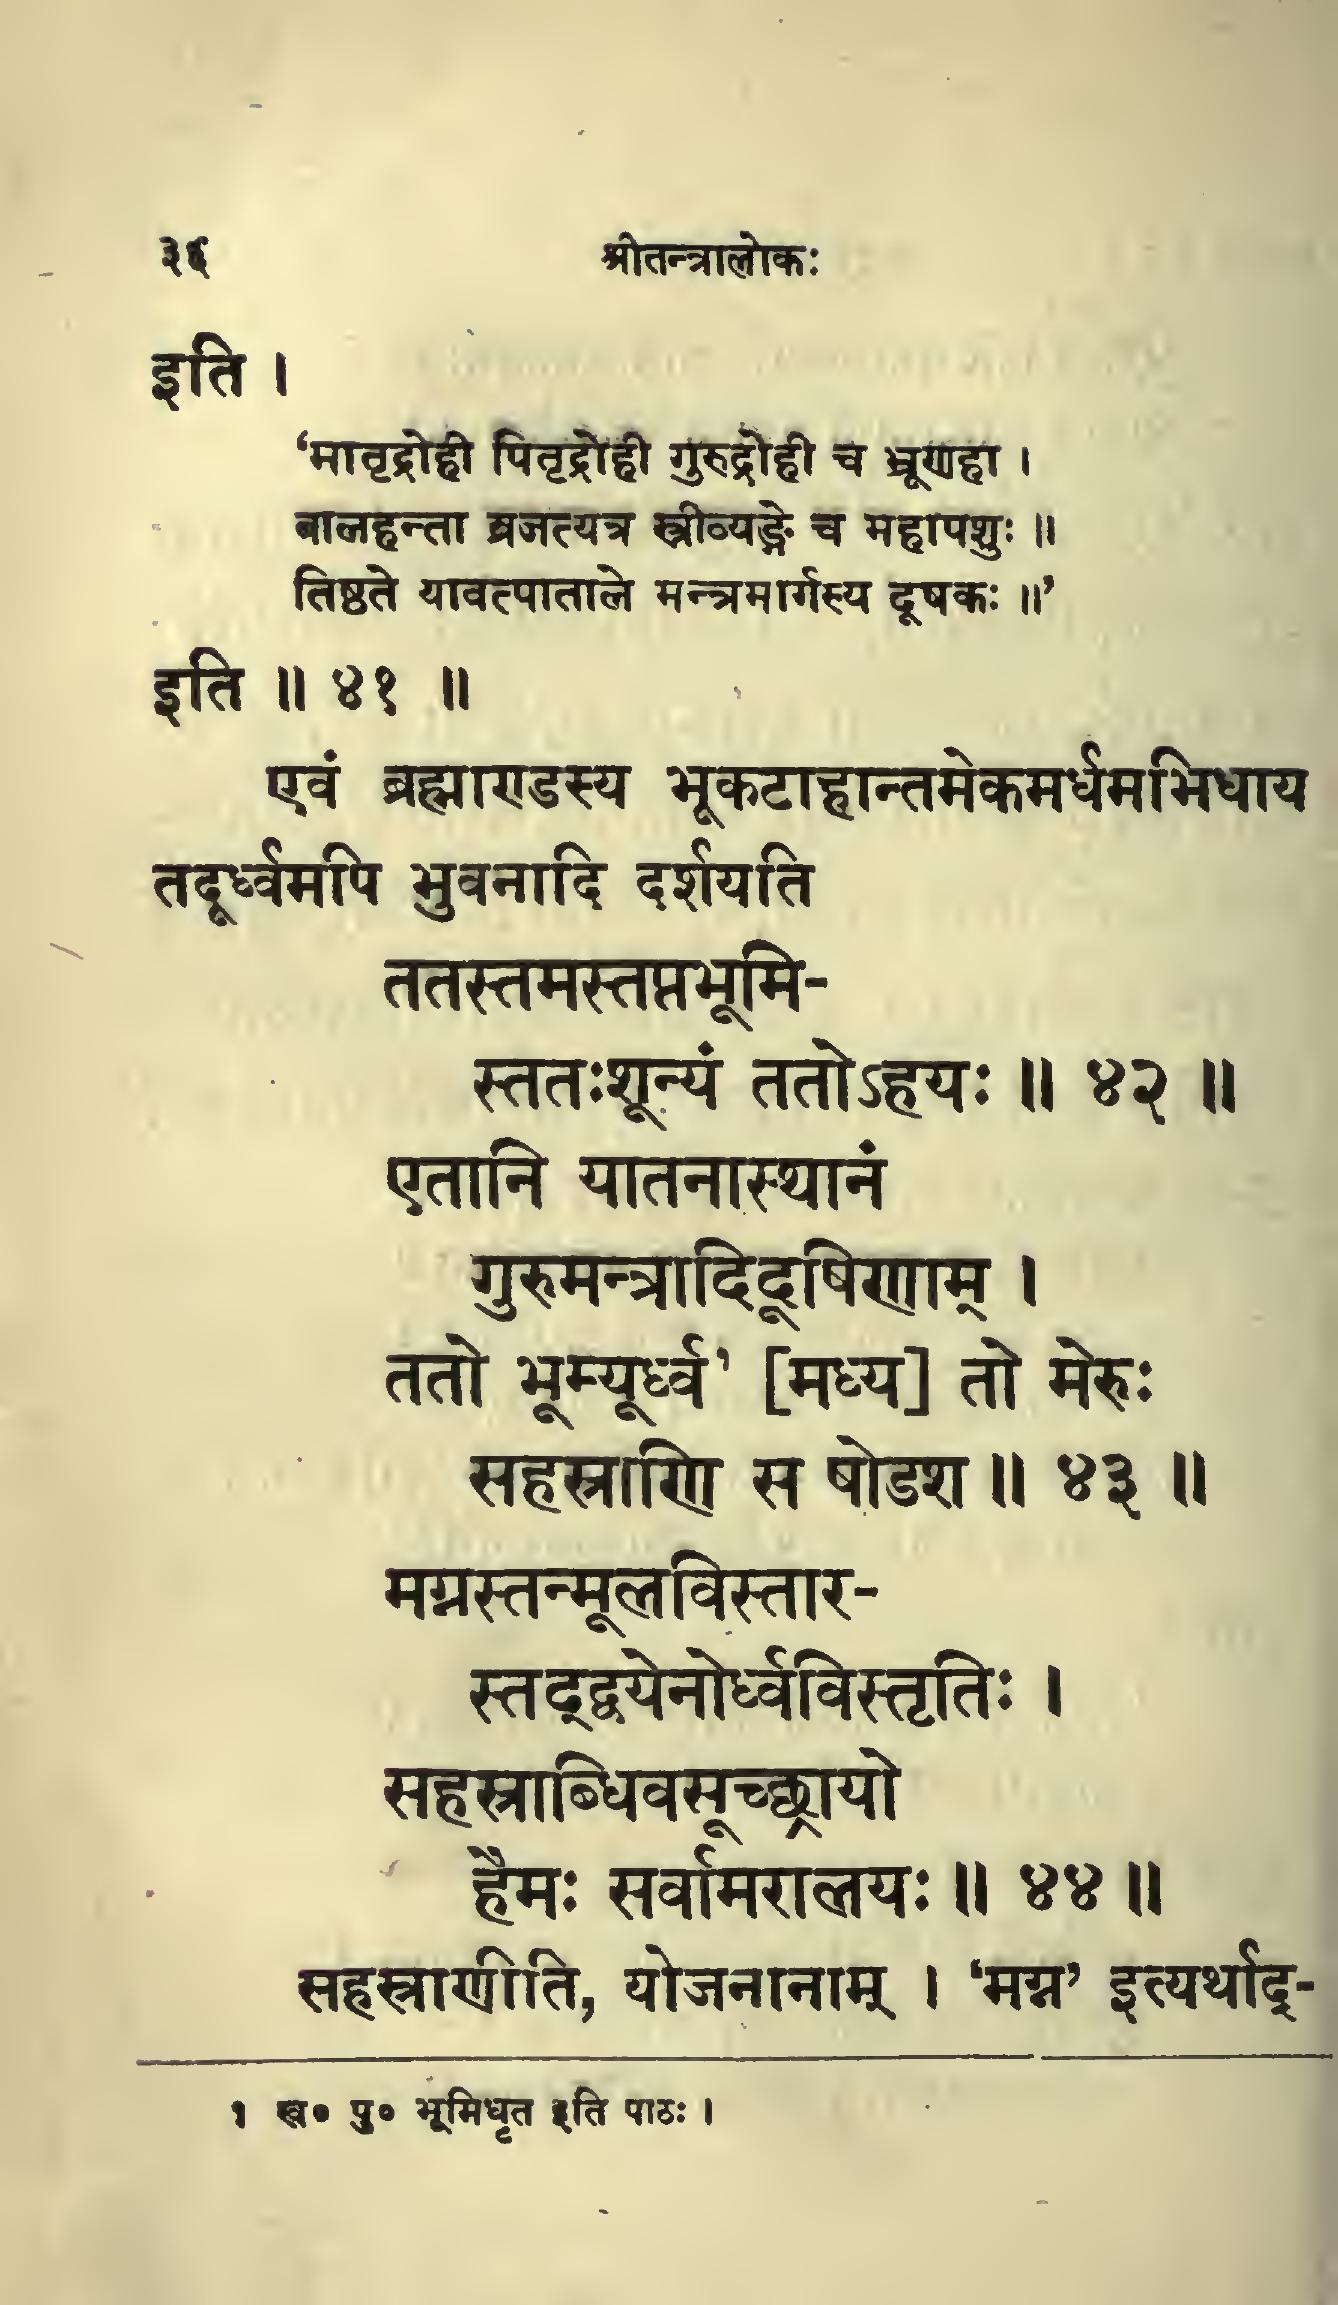 ३६ श्रीतन्त्रालोकः
इति ।
‘मातृद्रोही पितृद्रोही गुरुद्रोही च भ्रूणहा ।
बालहन्ता व्रजत्यत्र स्त्रीव्यङ्गे च महापशुः ॥
तिष्ठते यावत्पाताले मन्त्रमार्गस्य दूषकः ॥’
इति ॥ ४१ ॥
एवं ब्रह्माण्डस्य भूकटाहान्तमेकमर्धमभिधाय
तदूर्ध्वमपि भुवनादि दर्शयति
ततस्तमस्तप्तभूमि-
स्ततःशून्यं ततोऽहयः ॥ ४२ ॥
एतानि यातनास्थानं
गुरुमन्त्रादिदूषिणाम् ।
ततो भूम्यूर्ध्व१ [मध्य] तो मेरुः
सहस्राणि स षोडश ॥ ४३ ॥
मग्नस्तन्मूलविस्तार-
स्तद्द्वयेनोर्ध्वविस्तृतिः ।
सहस्राब्धिवसूच्छ्रायो
हैमः सर्वामरालयः ॥ ४४ ॥
सहस्राणीति, योजनानाम् । ‘मग्न’ इत्यर्थाद्-
१ ख० पु० भूमिधृत इति पाठः ।